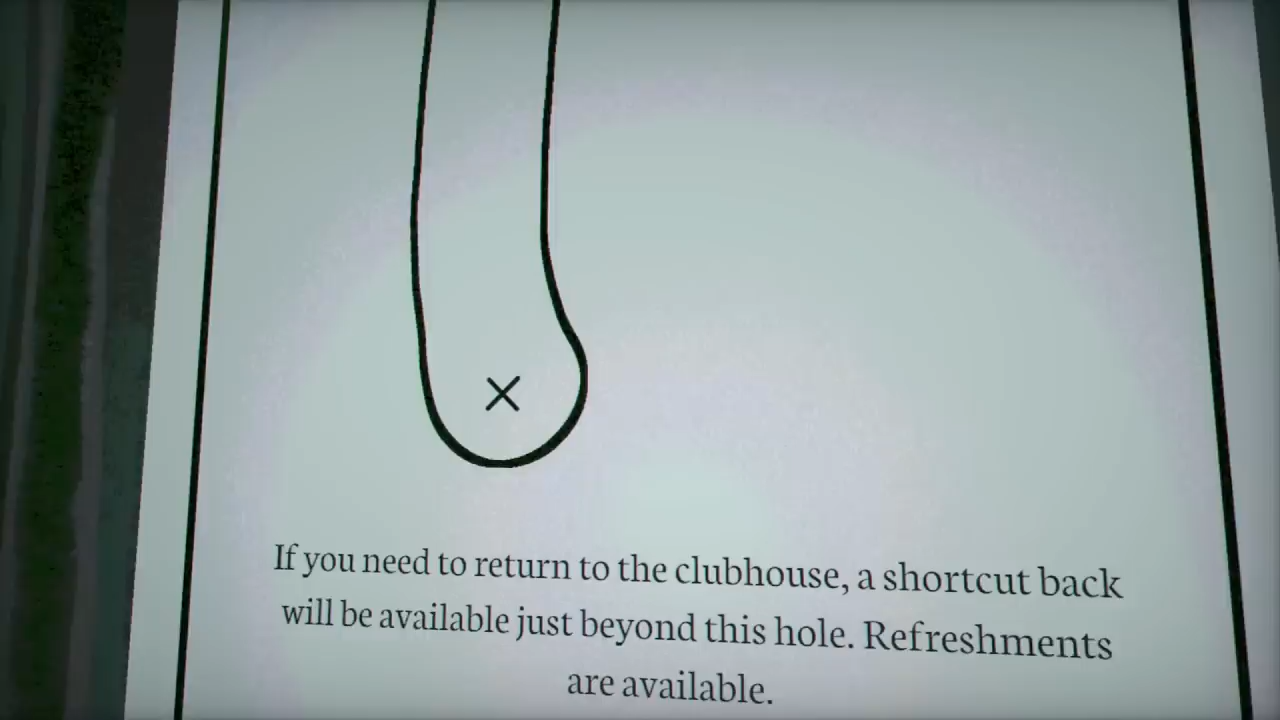 If you need to return to the clubhouse, a shortcut back
will be available just beyond this hole. Refreshments
are available.